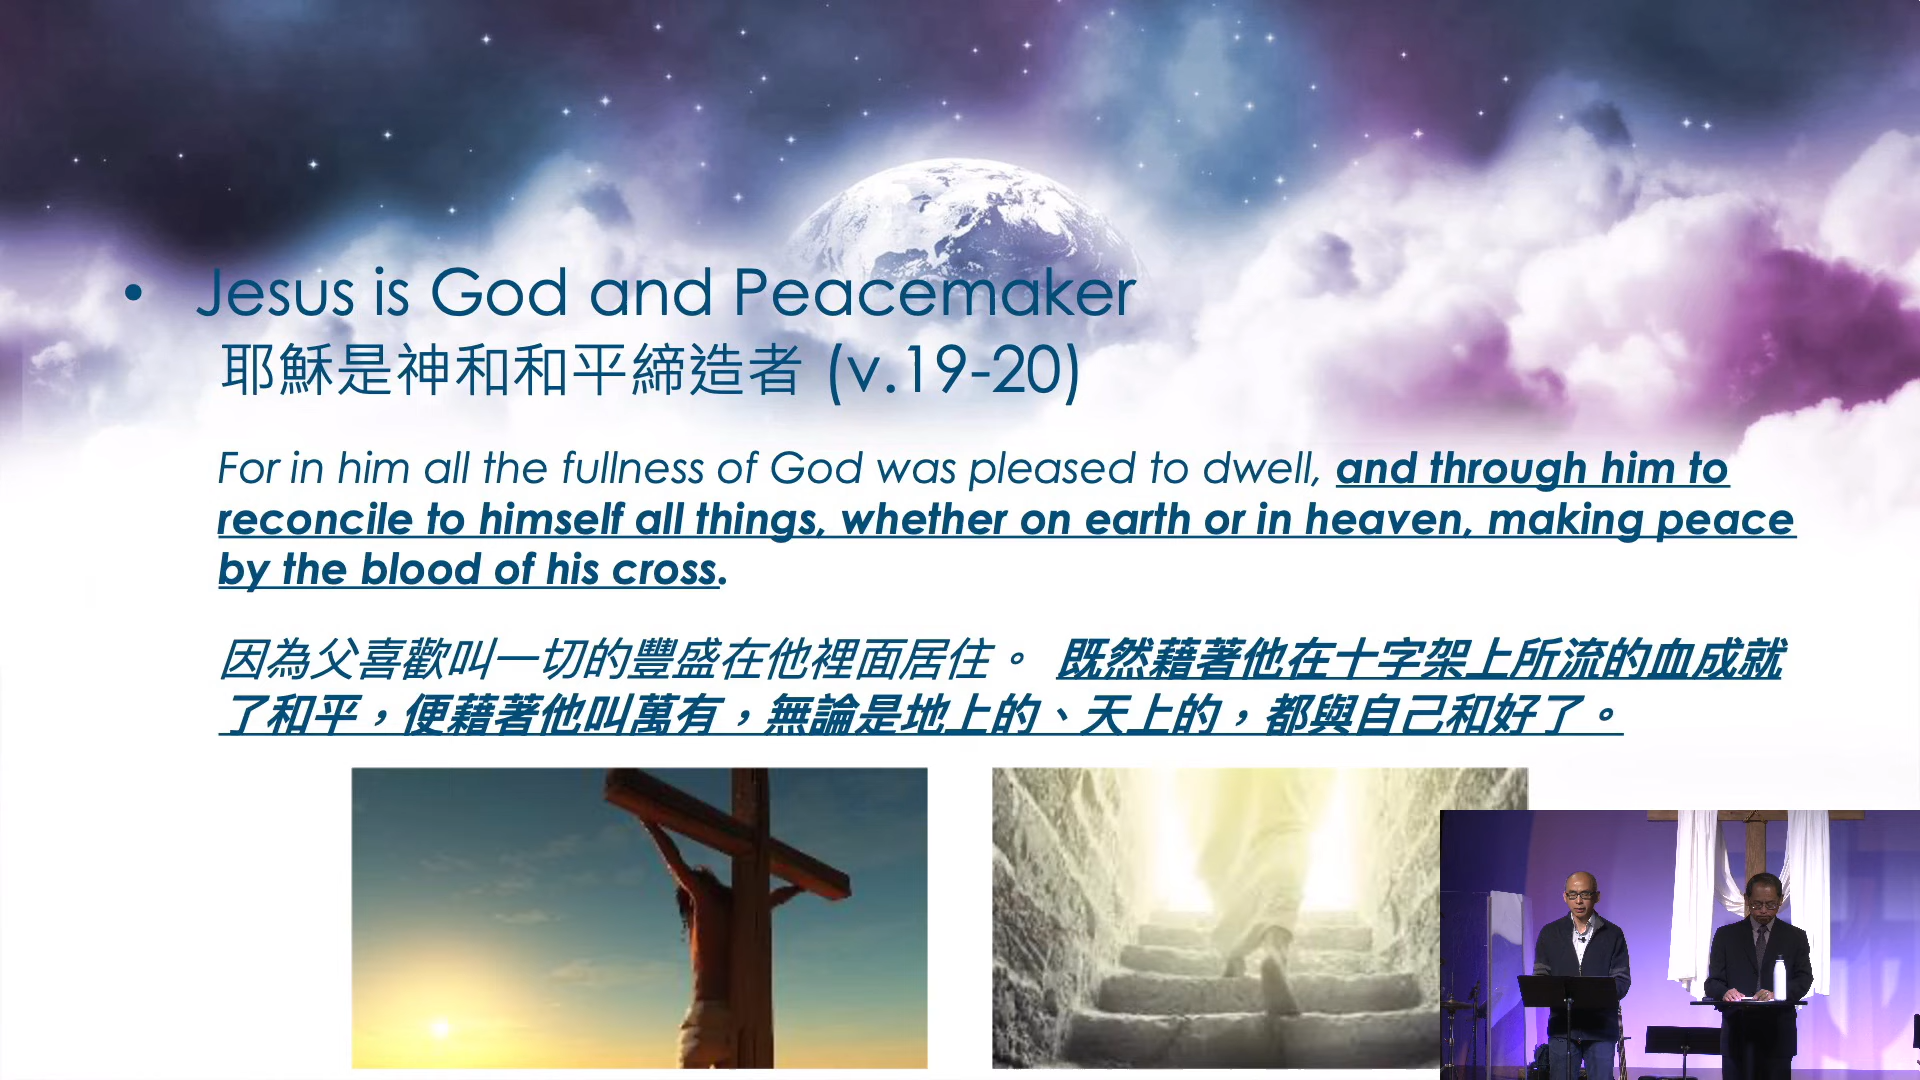 • Jesus is God and Peacemaker
耶穌是神和和平締造者 (v.19-20)
For in him all the fullness of God was pleased to dwell, and through him to
reconcile to himself all things, whether on earth or in heaven, making peace
by the blood of his cross.
因為父喜歡叫一切的豐盛在他裡面居住。 既然藉著他在十字架上所流的血成就
了和平，便藉著他叫萬有，無論是地上的、天上的，都與自己和好了。